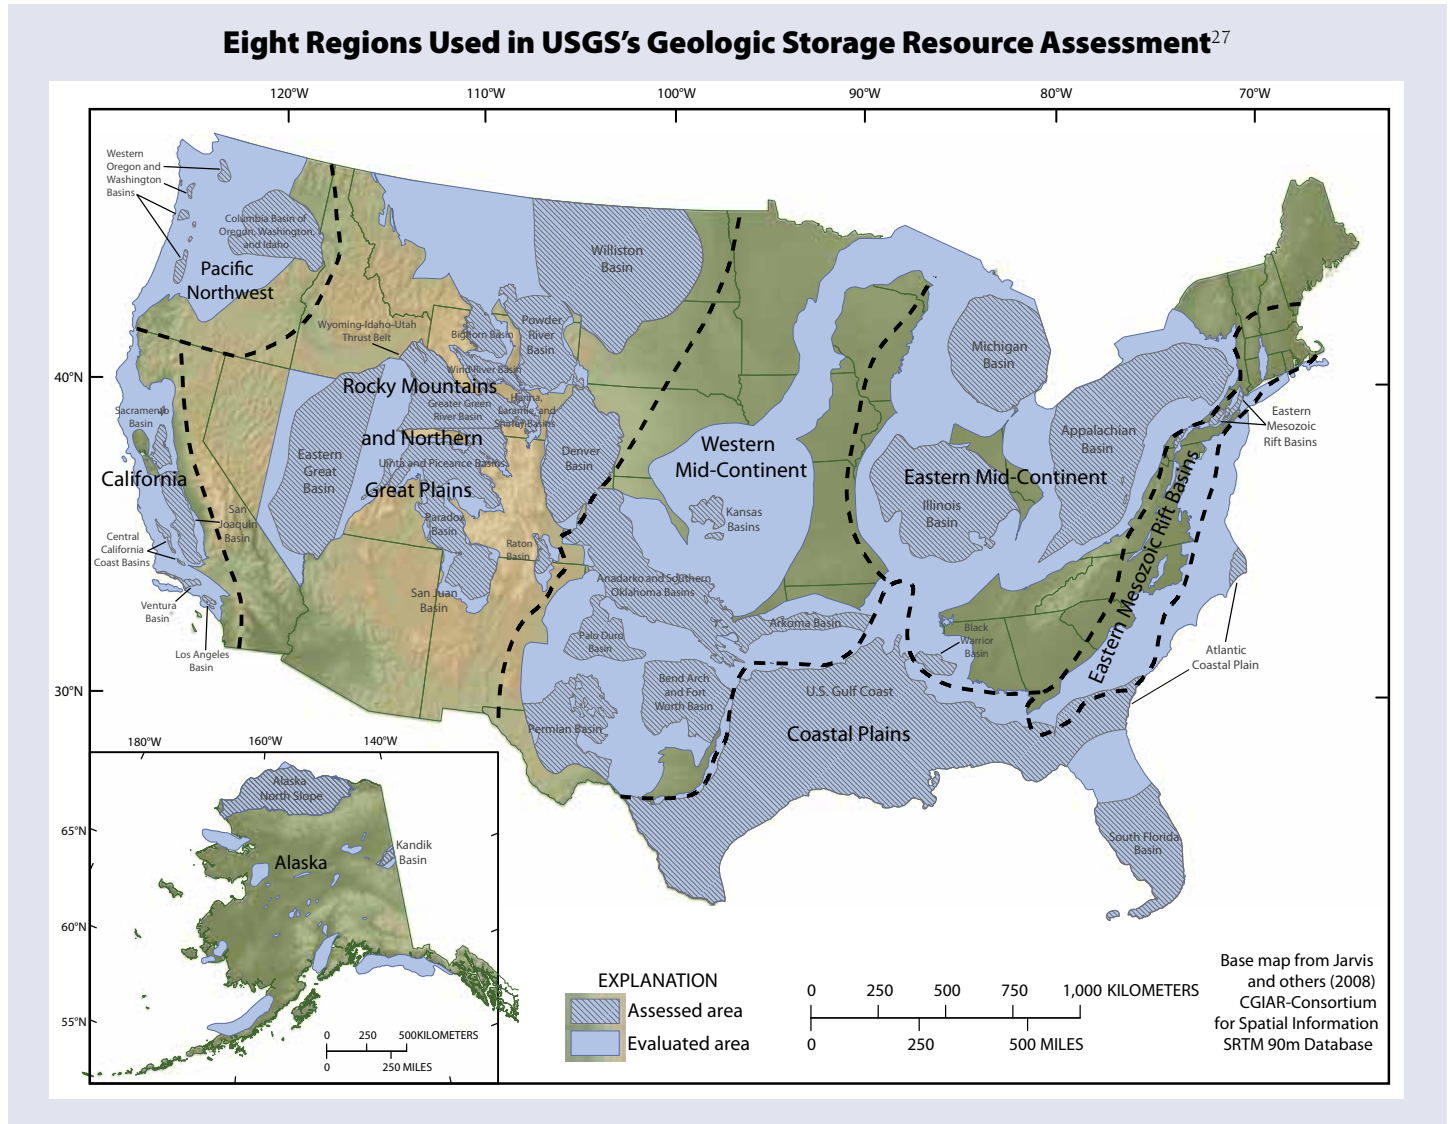 Eight Regions Used in USGS's Geologic Storage Resource Assessment27
120°W
110°W
100°W
90°W
80°W
70°W
40°N
30°N
Western
Oregon and
Washington
Basins
Columbia Basin of
Oregon, Washington,
and Idaho
Pacific
Northwest
Williston
Basin
Wyoming-Idaho-Utah
Thrust Belt
Bighorn Basin
Powder
River
Basin
Wind River Basin
Rocky Mountains
and Northern
Great Plains
Greater Green
River Basin
Hanna,
Laramie, and
Shirley Basins
Eastern
Great
Basin
Uinta and Piceance Basins
Denver
Basin
Paradox
Basin
Raton
Basin
San Juan
Basin
Sacramento
Basin
California
San
Joaquin
Basin
Central
California
Coast Basins
Ventura
Basin
Los Angeles
Basin
Western
Mid-Continent
Kansas
Basins
Anadarko and Southern
Oklahoma Basins
Arkoma Basin
Palo Duro
Basin
Bend Arch
and Fort
Worth Basin
Permian Basin
Michigan
Basin
Eastern Mid-Continent
Illinois
Basin
Appalachian
Basin
Black
Warrior
Basin
Eastern Mesozoic Rift Basins
Eastern
Mesozoic
Rift Basins
Atlantic
Coastal Plain
U.S. Gulf Coast
Coastal Plains
South Florida
Basin
180°W
160°W
140°W
65°N
60°N
55°N
Alaska
North Slope
Kandik
Basin
Alaska
0 250 500 KILOMETERS
0 250 MILES
EXPLANATION
Assessed area
Evaluated area
0 250 500 750 1,000 KILOMETERS
0 250 500 MILES
Base map from Jarvis
and others (2008)
CGIAR-Consortium
for Spatial Information
SRTM 90m Database